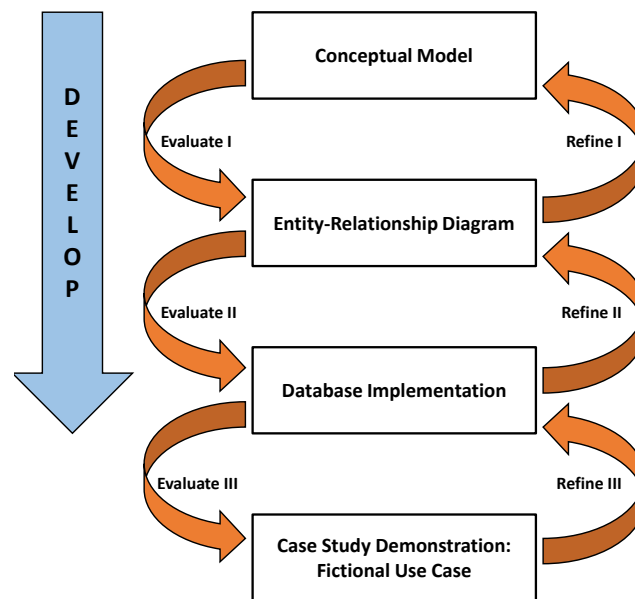 DEVELOP
Conceptual Model
Evaluate I
Refine I
Entity-Relationship Diagram
Evaluate II
Refine II
Database Implementation
Evaluate III
Refine III
Case Study Demonstration:
Fictional Use Case